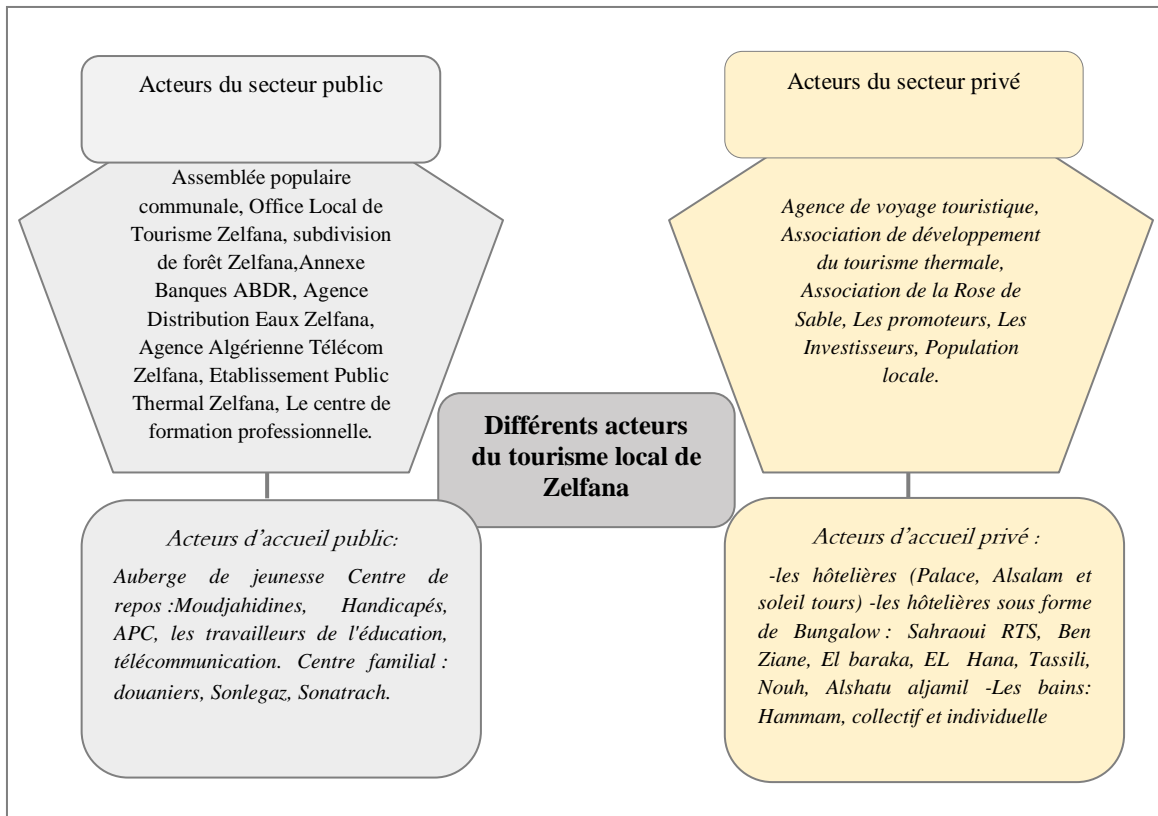 Acteurs du secteur public
Assemblée populaire
communale, Office Local de
Tourisme Zelfana, subdivision
de forêt Zelfana,Annexe
Banques ABDR, Agence
Distribution Eaux Zelfana,
Agence Algérienne Télécom
Zelfana, Etablissement Public
Thermal Zelfana, Le centre de
formation professionnelle.
Acteurs du secteur privé
Agence de voyage touristique,
Association de développement
du tourisme thermale,
Association de la Rose de
Sable, Les promoteurs, Les
Investisseurs, Population
locale.
Différents acteurs
du tourisme local de
Zelfana
Acteurs d'accueil public:
Auberge de jeunesse Centre de
repos :Moudjahidines, Handicapés,
APC, les travailleurs de l'éducation,
télécommunication. Centre familial :
douaniers, Sonlegaz, Sonatrach.
Acteurs d'accueil privé :
-les hôtelières (Palace, Alsalam et
soleil tours) -les hôtelières sous forme
de Bungalow : Sahraoui RTS, Ben
Ziane, El baraka, EL Hana, Tassili,
Nouh, Alshatu aljamil -Les bains:
Hammam, collectif et individuelle